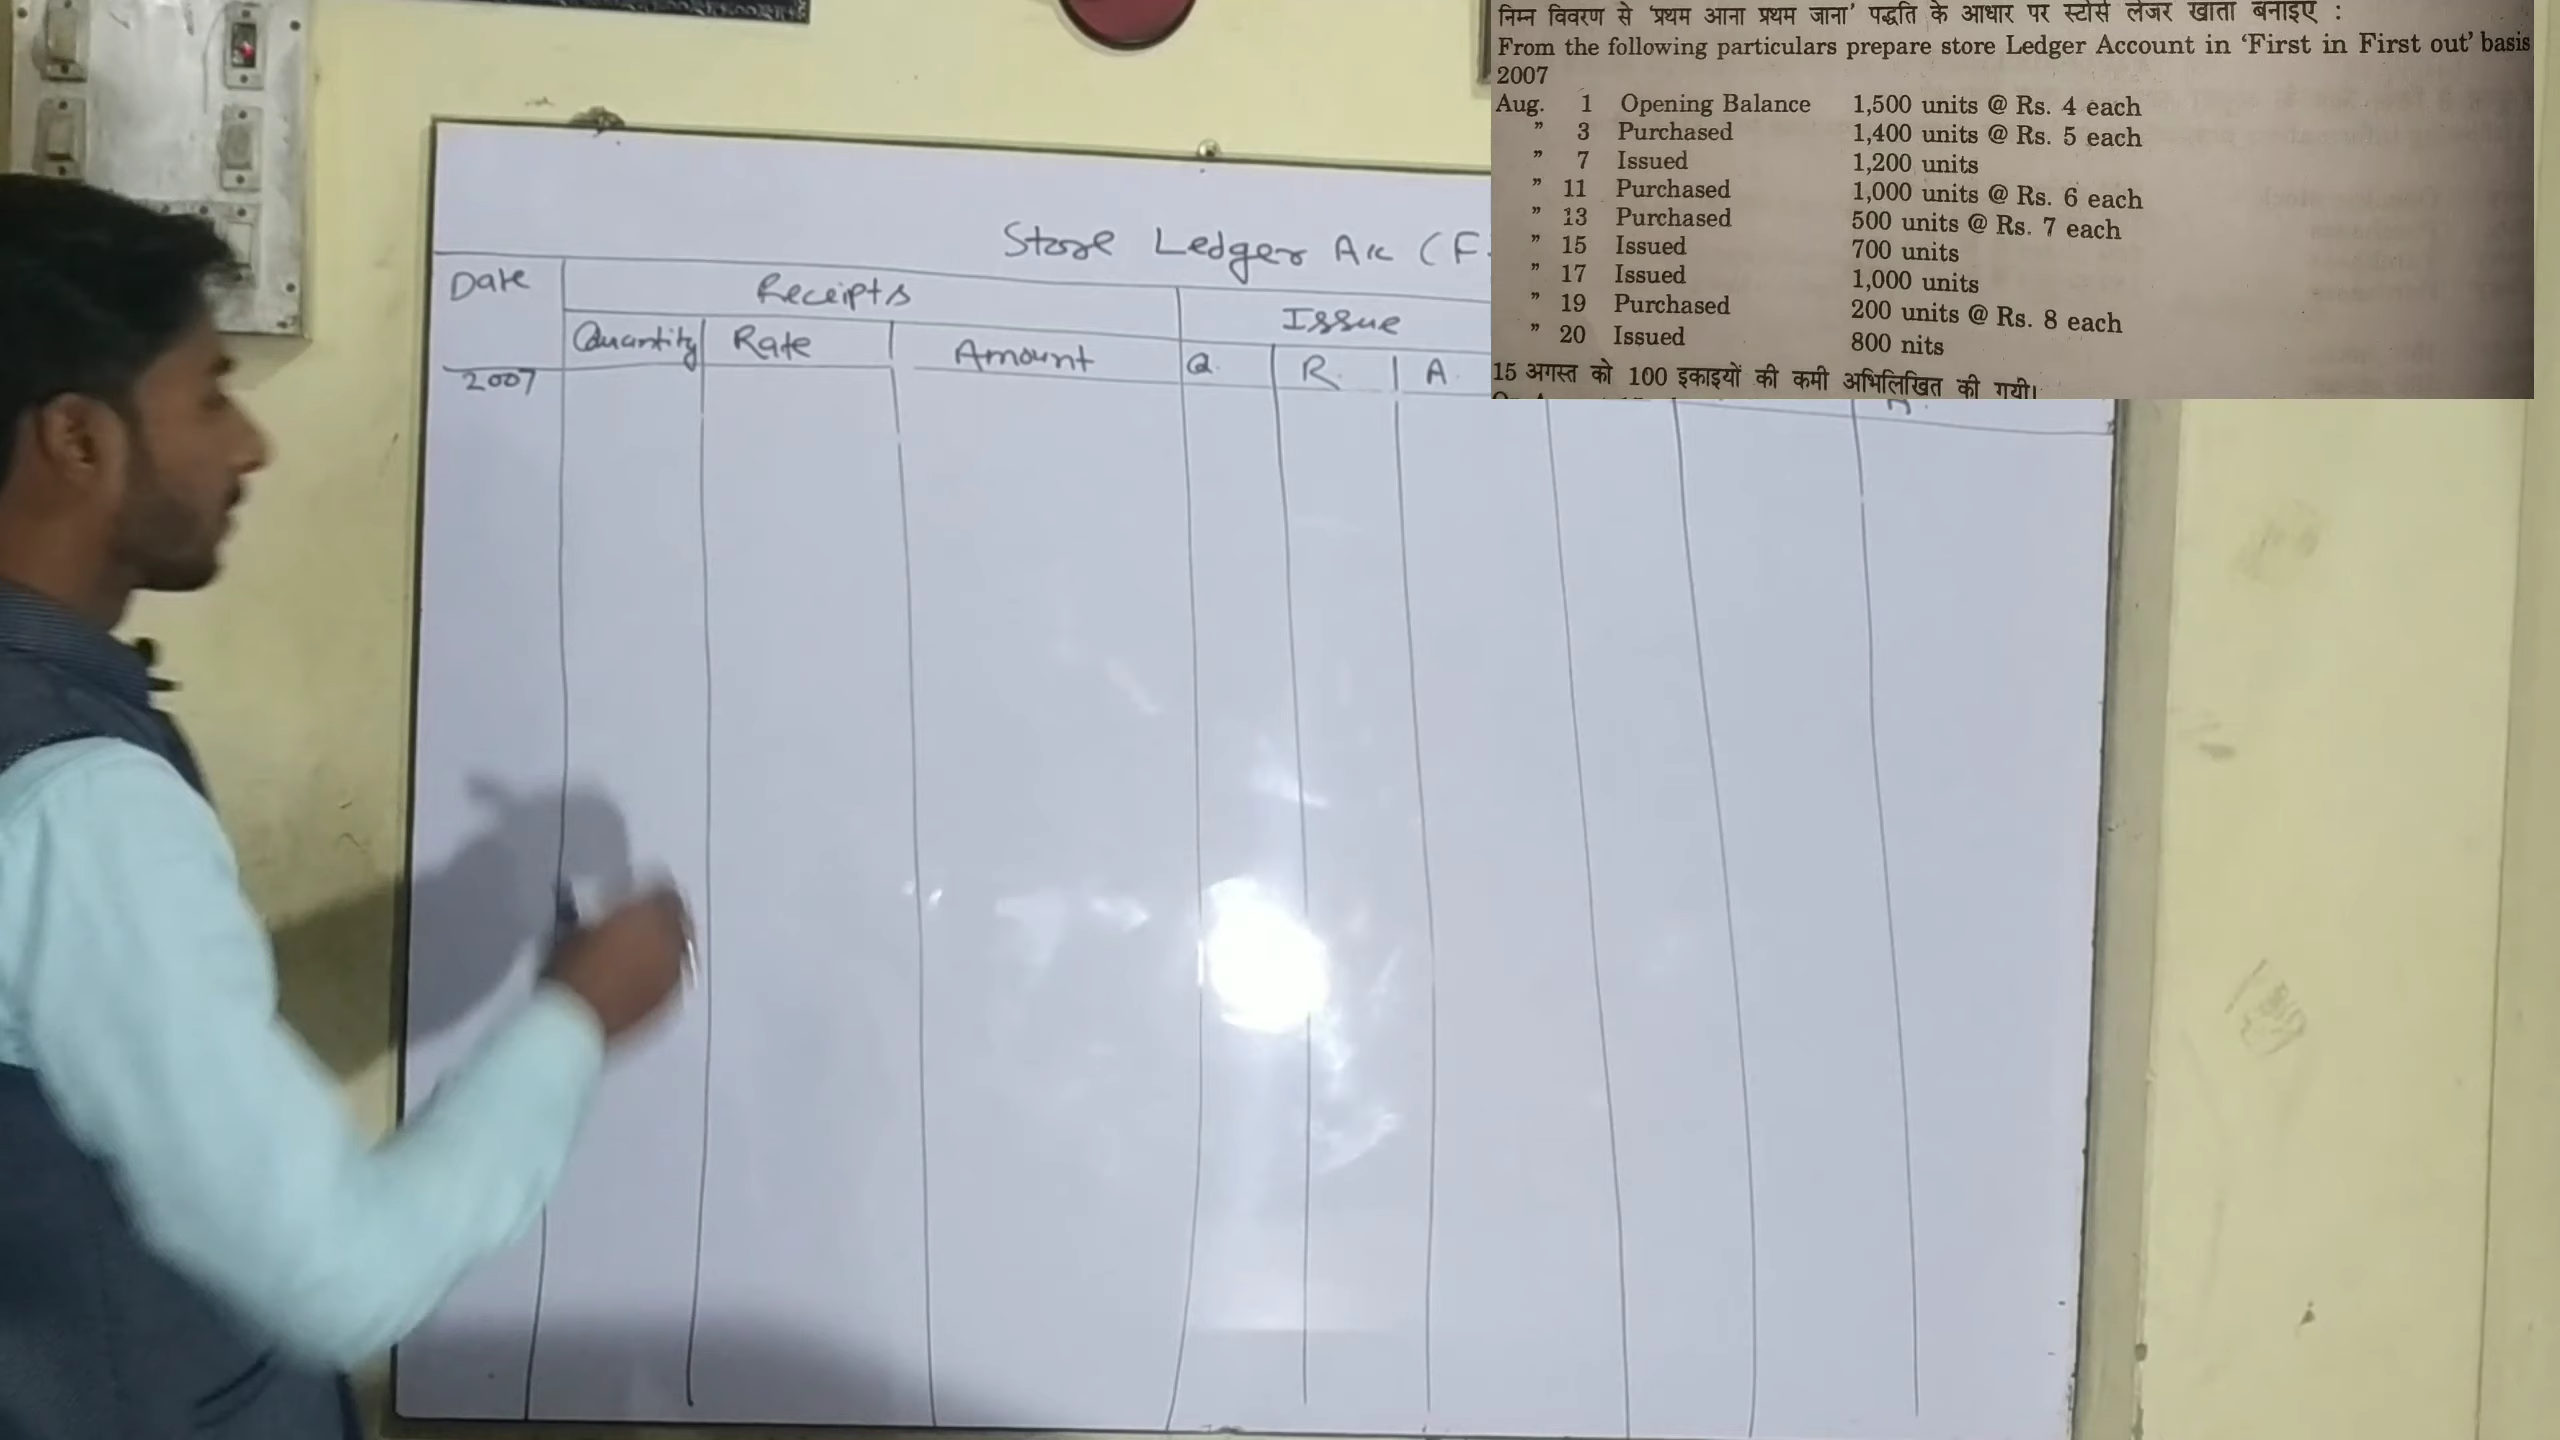 निम्न विवरण से 'प्रथम आना प्रथम जाना' पद्धति के आधार पर स्टोर्स लेजर खाता बनाइए :
From the following particulars prepare store Ledger Account in 'First in First out' basis
2007
Aug. 1 Opening Balance 1,500 units @ Rs. 4 each
" 3 Purchased 1,400 units @ Rs. 5 each
" 7 Issued 1,200 units
" 11 Purchased 1,000 units @ Rs. 6 each
" 13 Purchased 500 units @ Rs. 7 each
" 15 Issued 700 units
" 17 Issued 1,000 units
" 19 Purchased 200 units @ Rs. 8 each
" 20 Issued 800 nits
15 अगस्त को 100 इकाइयों की कमी अभिलिखित की गयी।
Store Ledger A/c (F
Date Receipts Issue
Quantity Rate Amount Q. R. A.
2007